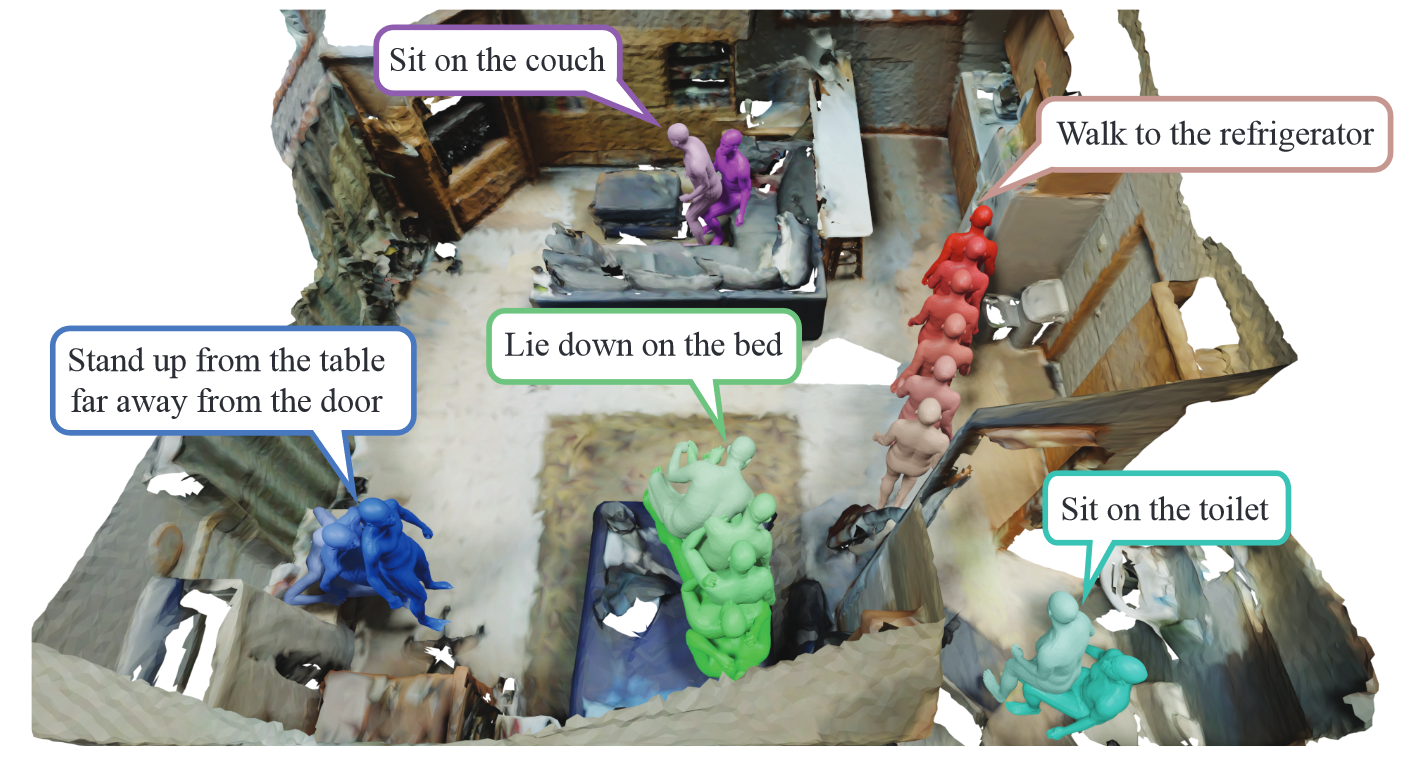 Sit on the couch
Walk to the refrigerator
Lie down on the bed
Stand up from the table
far away from the door
Sit on the toilet